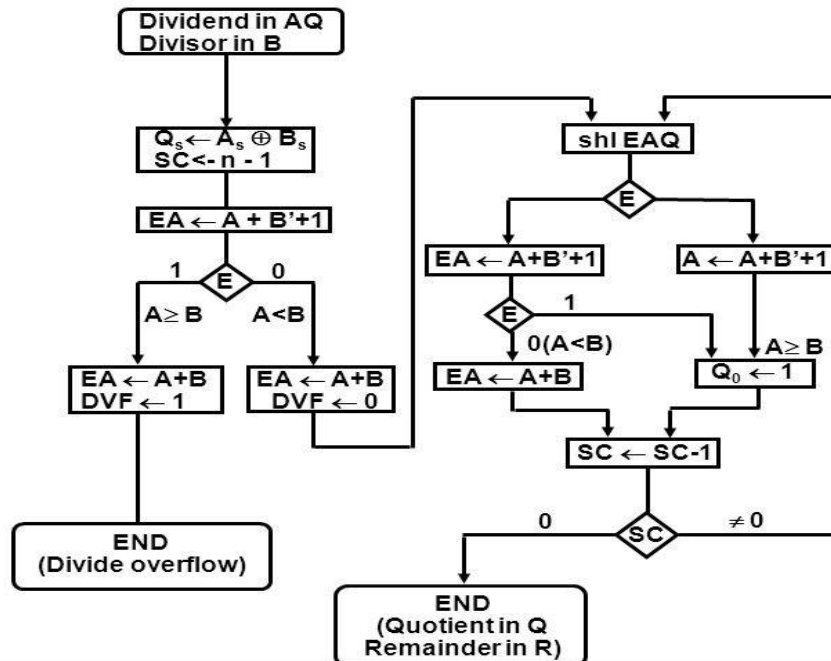 Dividend in AQ
Divisor in B
Qs ← As ⊕ Bs
SC<- n - 1
EA ← A + B'+1
1
E
0
A≥ B
A<B
EA ← A+B
DVF ← 1
EA ← A+B
DVF ← 0
END
(Divide overflow)
shl EAQ
E
EA ← A+B'+1
A ← A+B'+1
E
1
0(A<B)
A≥ B
EA ← A+B
Q0 ← 1
SC ← SC-1
0
SC
≠0
END
(Quotient in Q
Remainder in R)